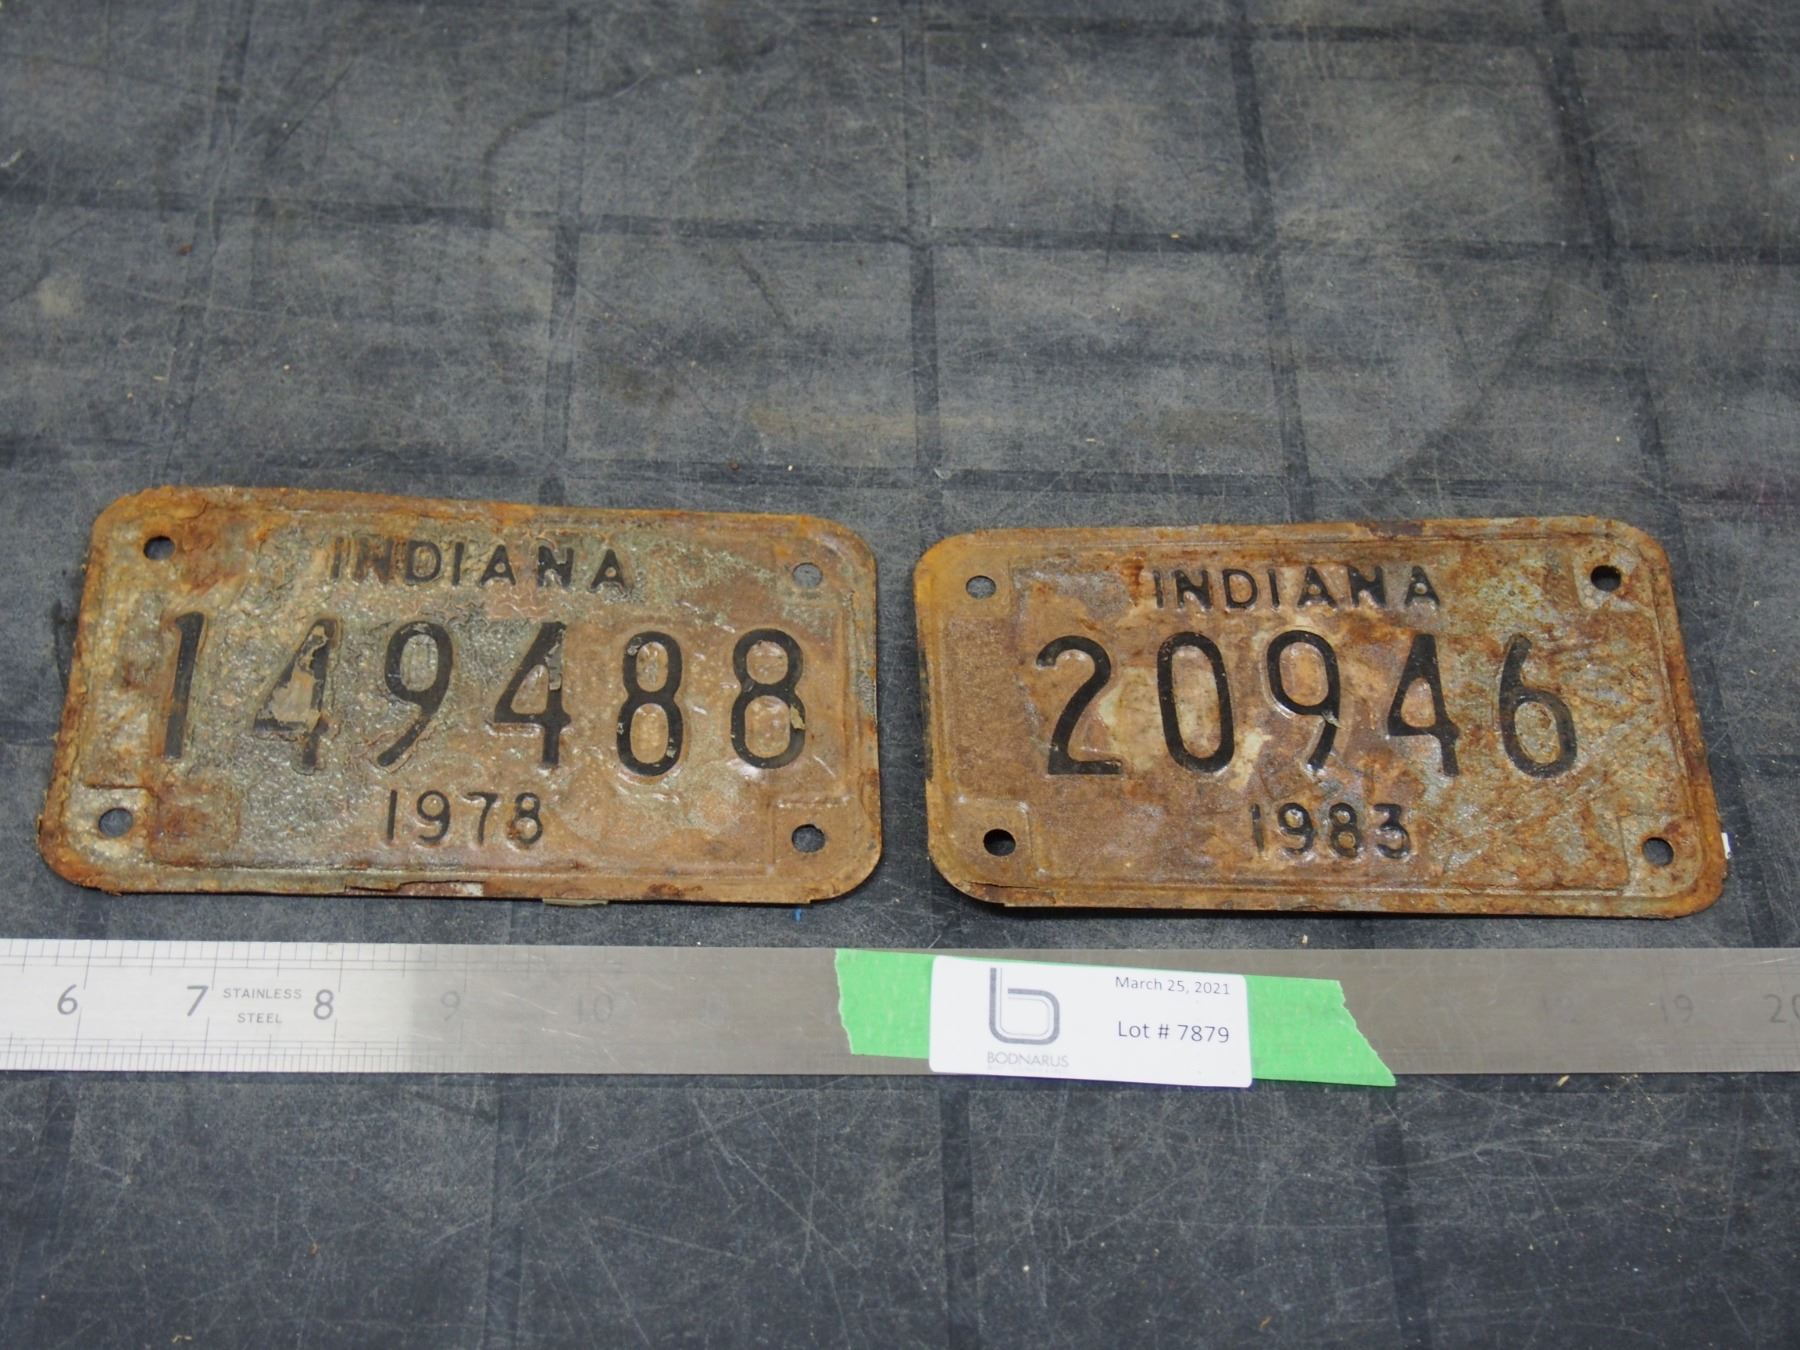 INDIANA
149488
1978
INDIANA
20946
1983
6 7 STAINLESS STEEL 8 9 10 19 20
March 25, 2021
Lot # 7879
b
BODNARUS